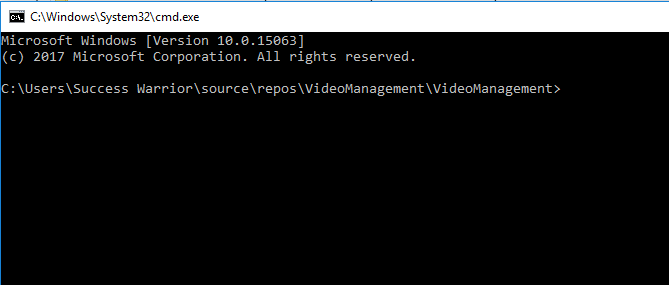 C:\Windows\System32\cmd.exe
Microsoft Windows [Version 10.0.15063]
(c) 2017 Microsoft Corporation. All rights reserved.
C:\Users\Success Warrior\source\repos\VideoManagement\VideoManagement>